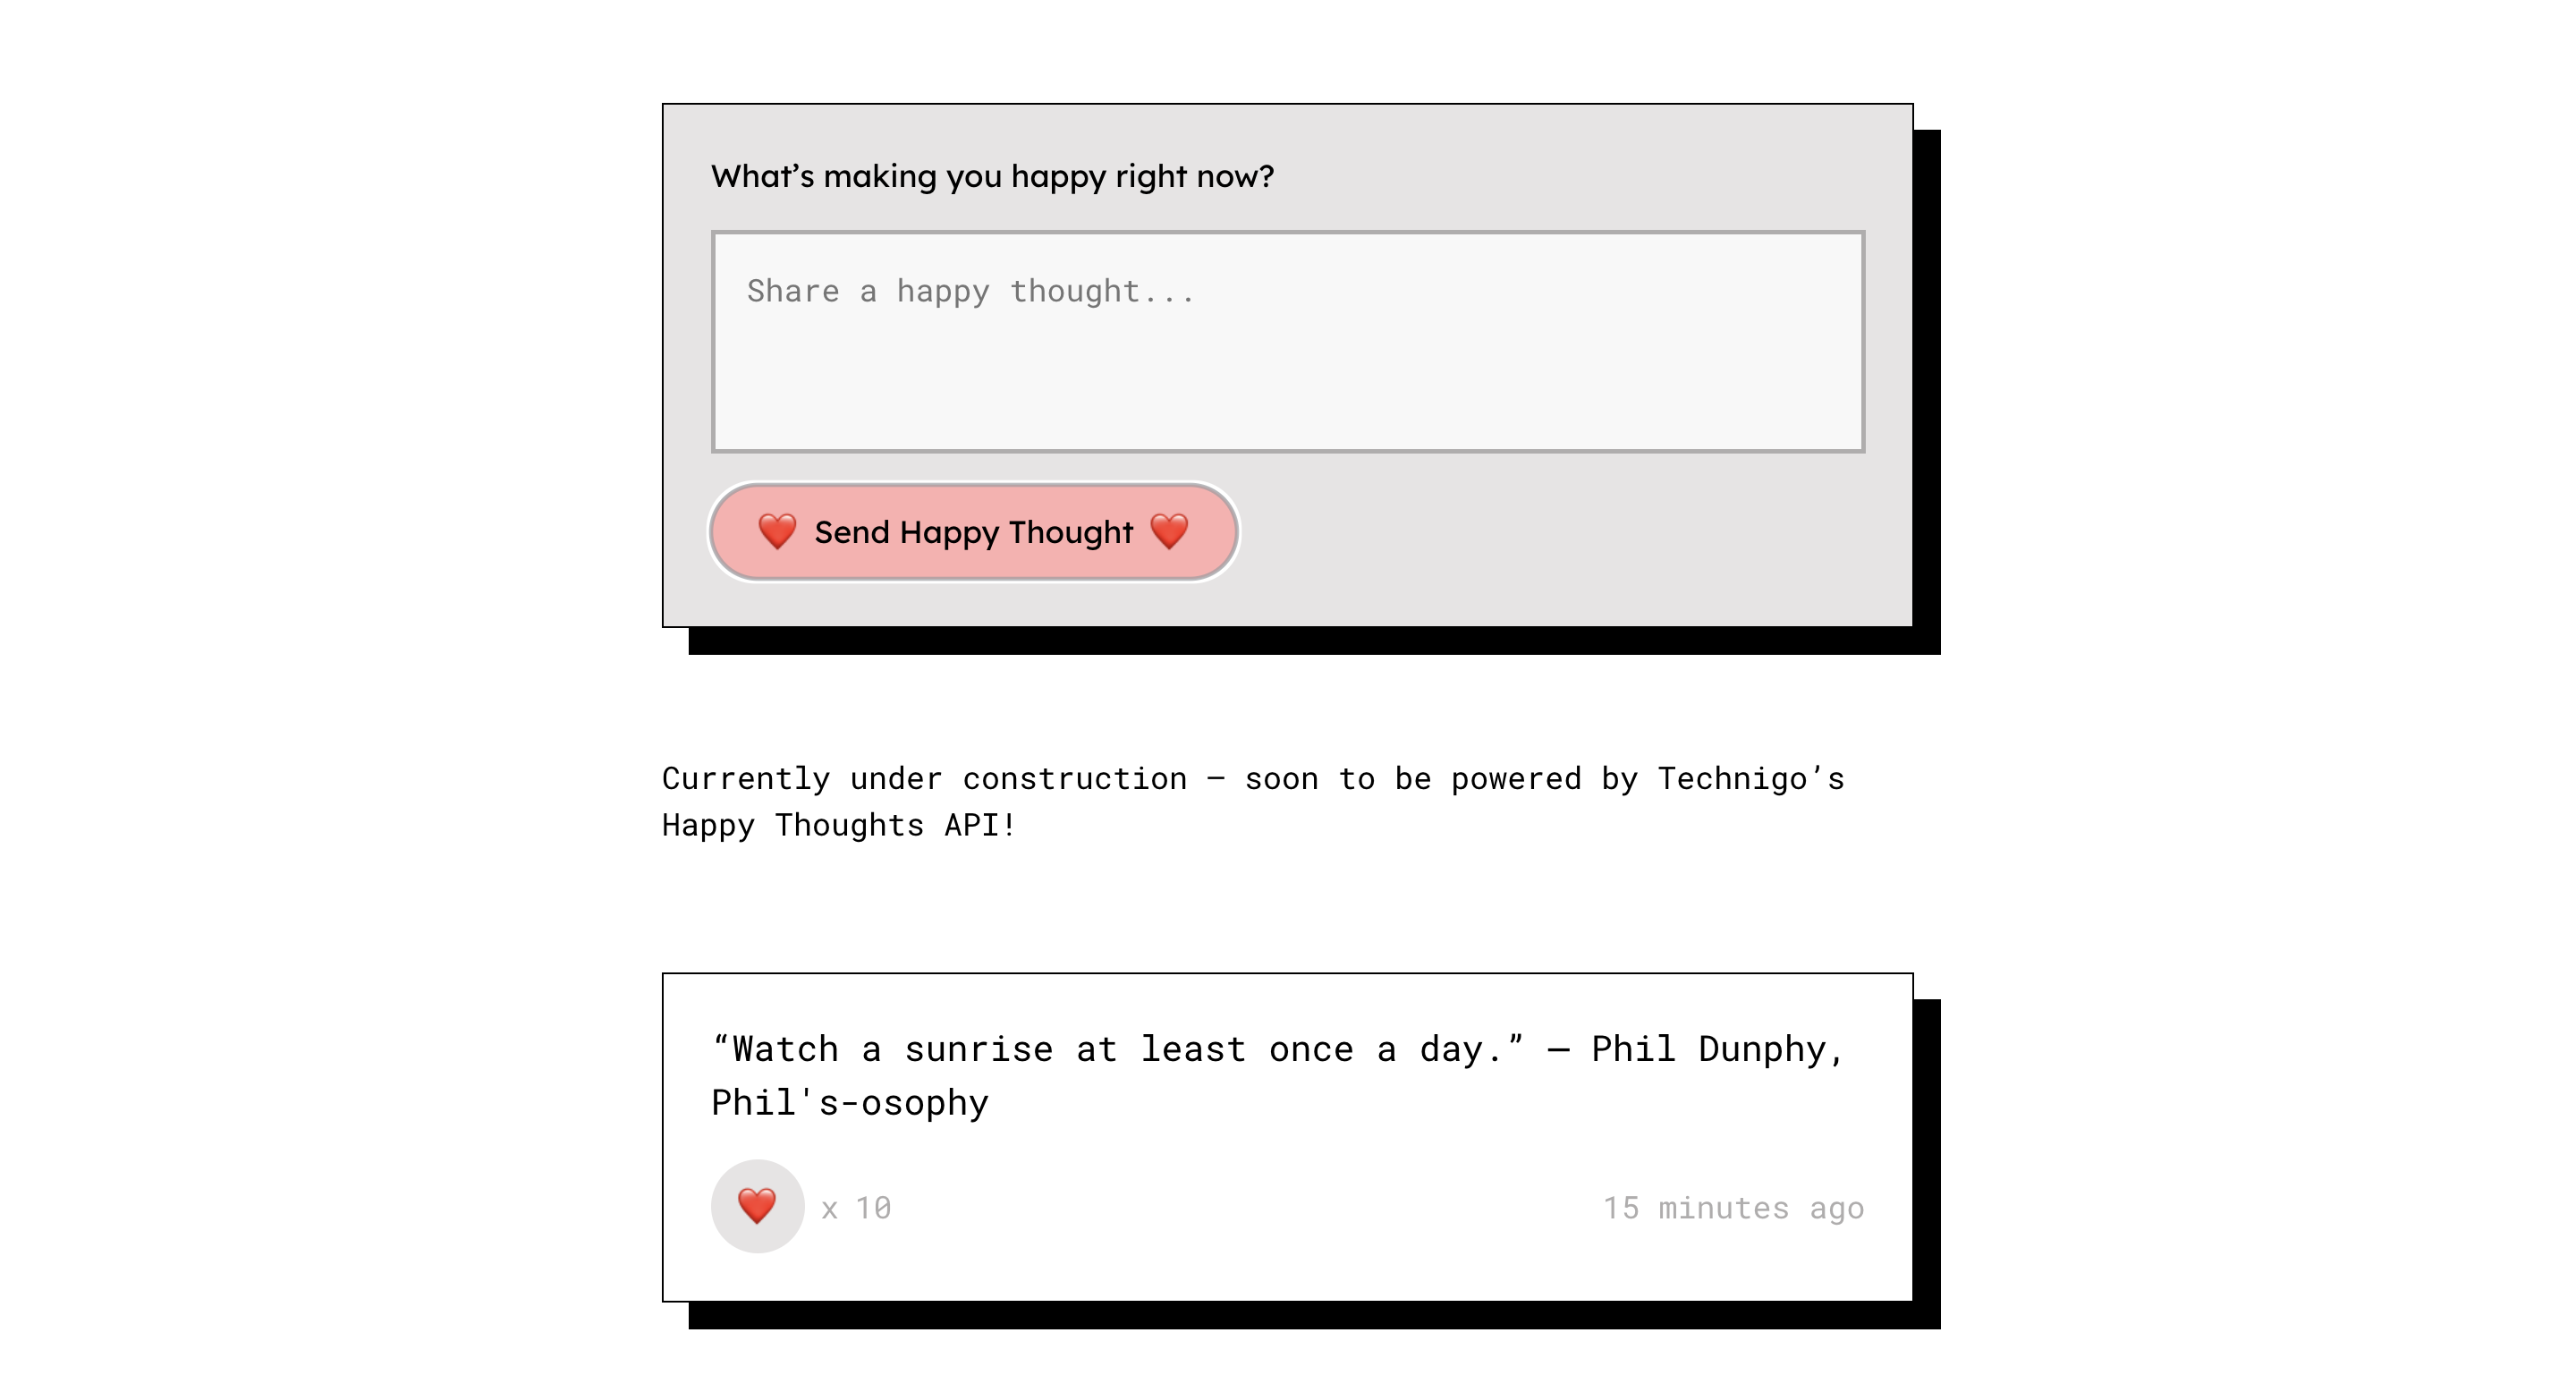 What’s making you happy right now?
Share a happy thought...
❤️ Send Happy Thought ❤️
Currently under construction – soon to be powered by Technigo’s
Happy Thoughts API!
“Watch a sunrise at least once a day.” – Phil Dunphy,
Phil's-osophy
❤️ x 10
15 minutes ago